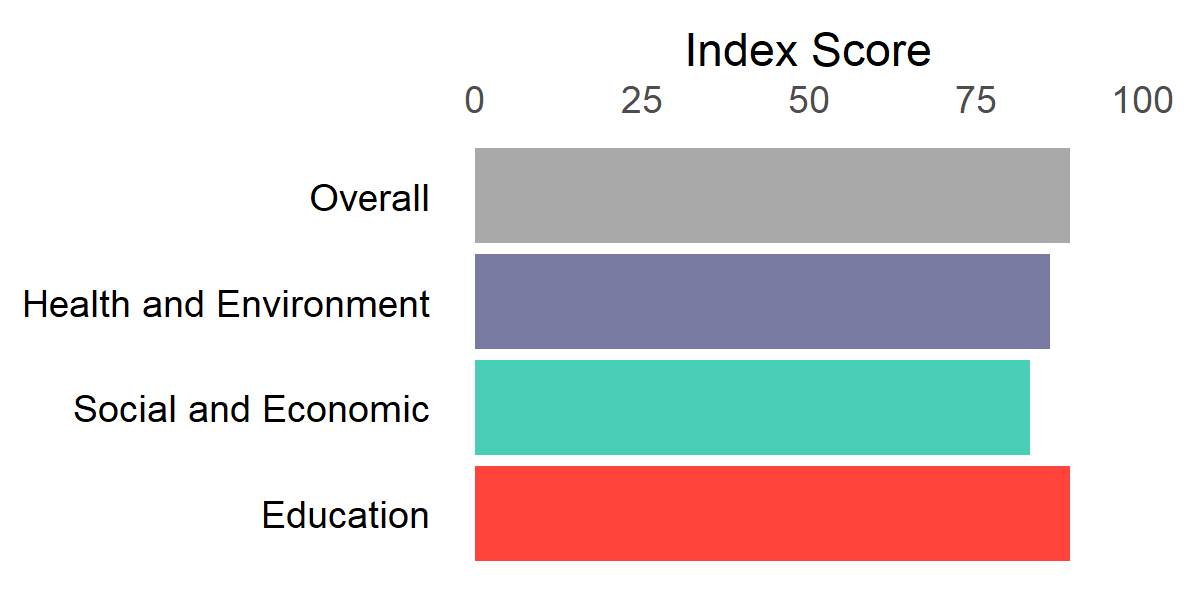 Index Score
0 25 50 75 100
Overall
Health and Environment
Social and Economic
Education